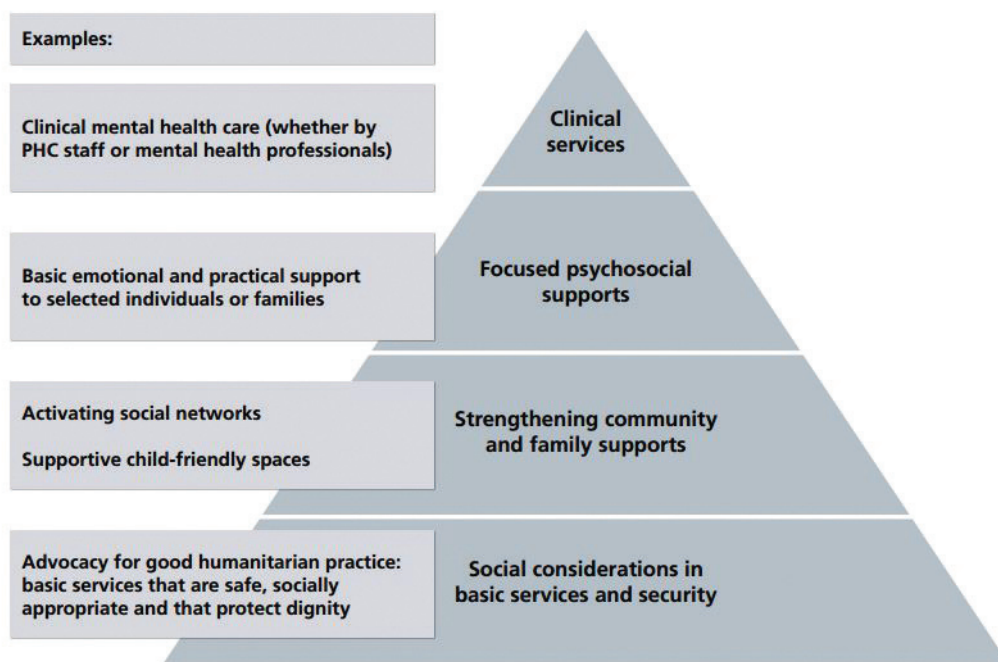 Examples:
Clinical mental health care (whether by
PHC staff or mental health professionals)
Clinical
services
Basic emotional and practical support
to selected individuals or families
Focused psychosocial
supports
Activating social networks
Supportive child-friendly spaces
Strengthening community
and family supports
Advocacy for good humanitarian practice:
basic services that are safe, socially
appropriate and that protect dignity
Social considerations in
basic services and security